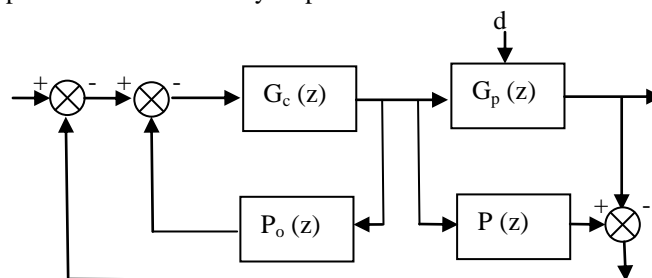 d
+ - + -
G_c (z)
G_p (z)
P_o (z)
P (z)
+ -